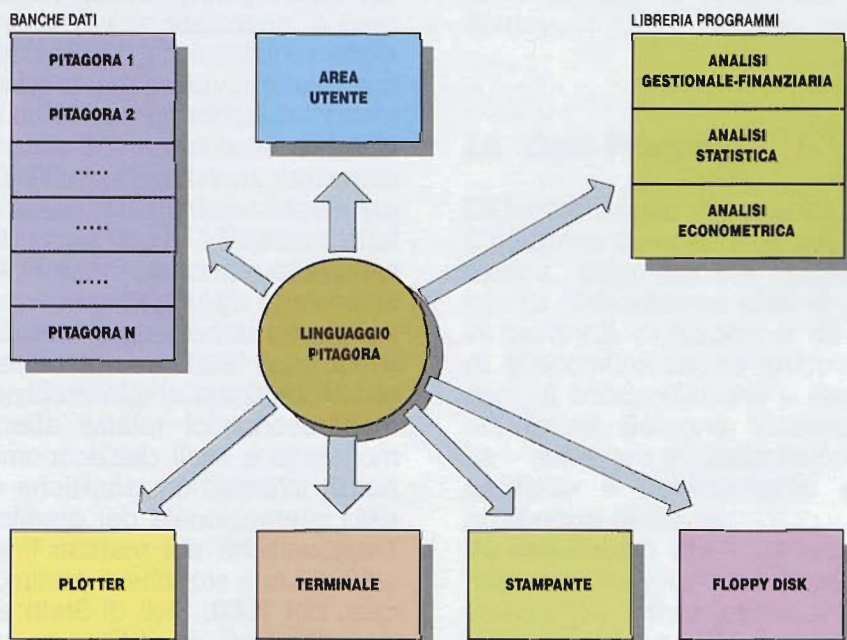 BANCHE DATI
PITAGORA 1
PITAGORA 2
.....
.....
.....
PITAGORA N
AREA
UTENTE
LIBRERIA PROGRAMMI
ANALISI
GESTIONALE-FINANZIARIA
ANALISI
STATISTICA
ANALISI
ECONOMETRICA
LINGUAGGIO
PITAGORA
PLOTTER
TERMINALE
STAMPANTE
FLOPPY DISK